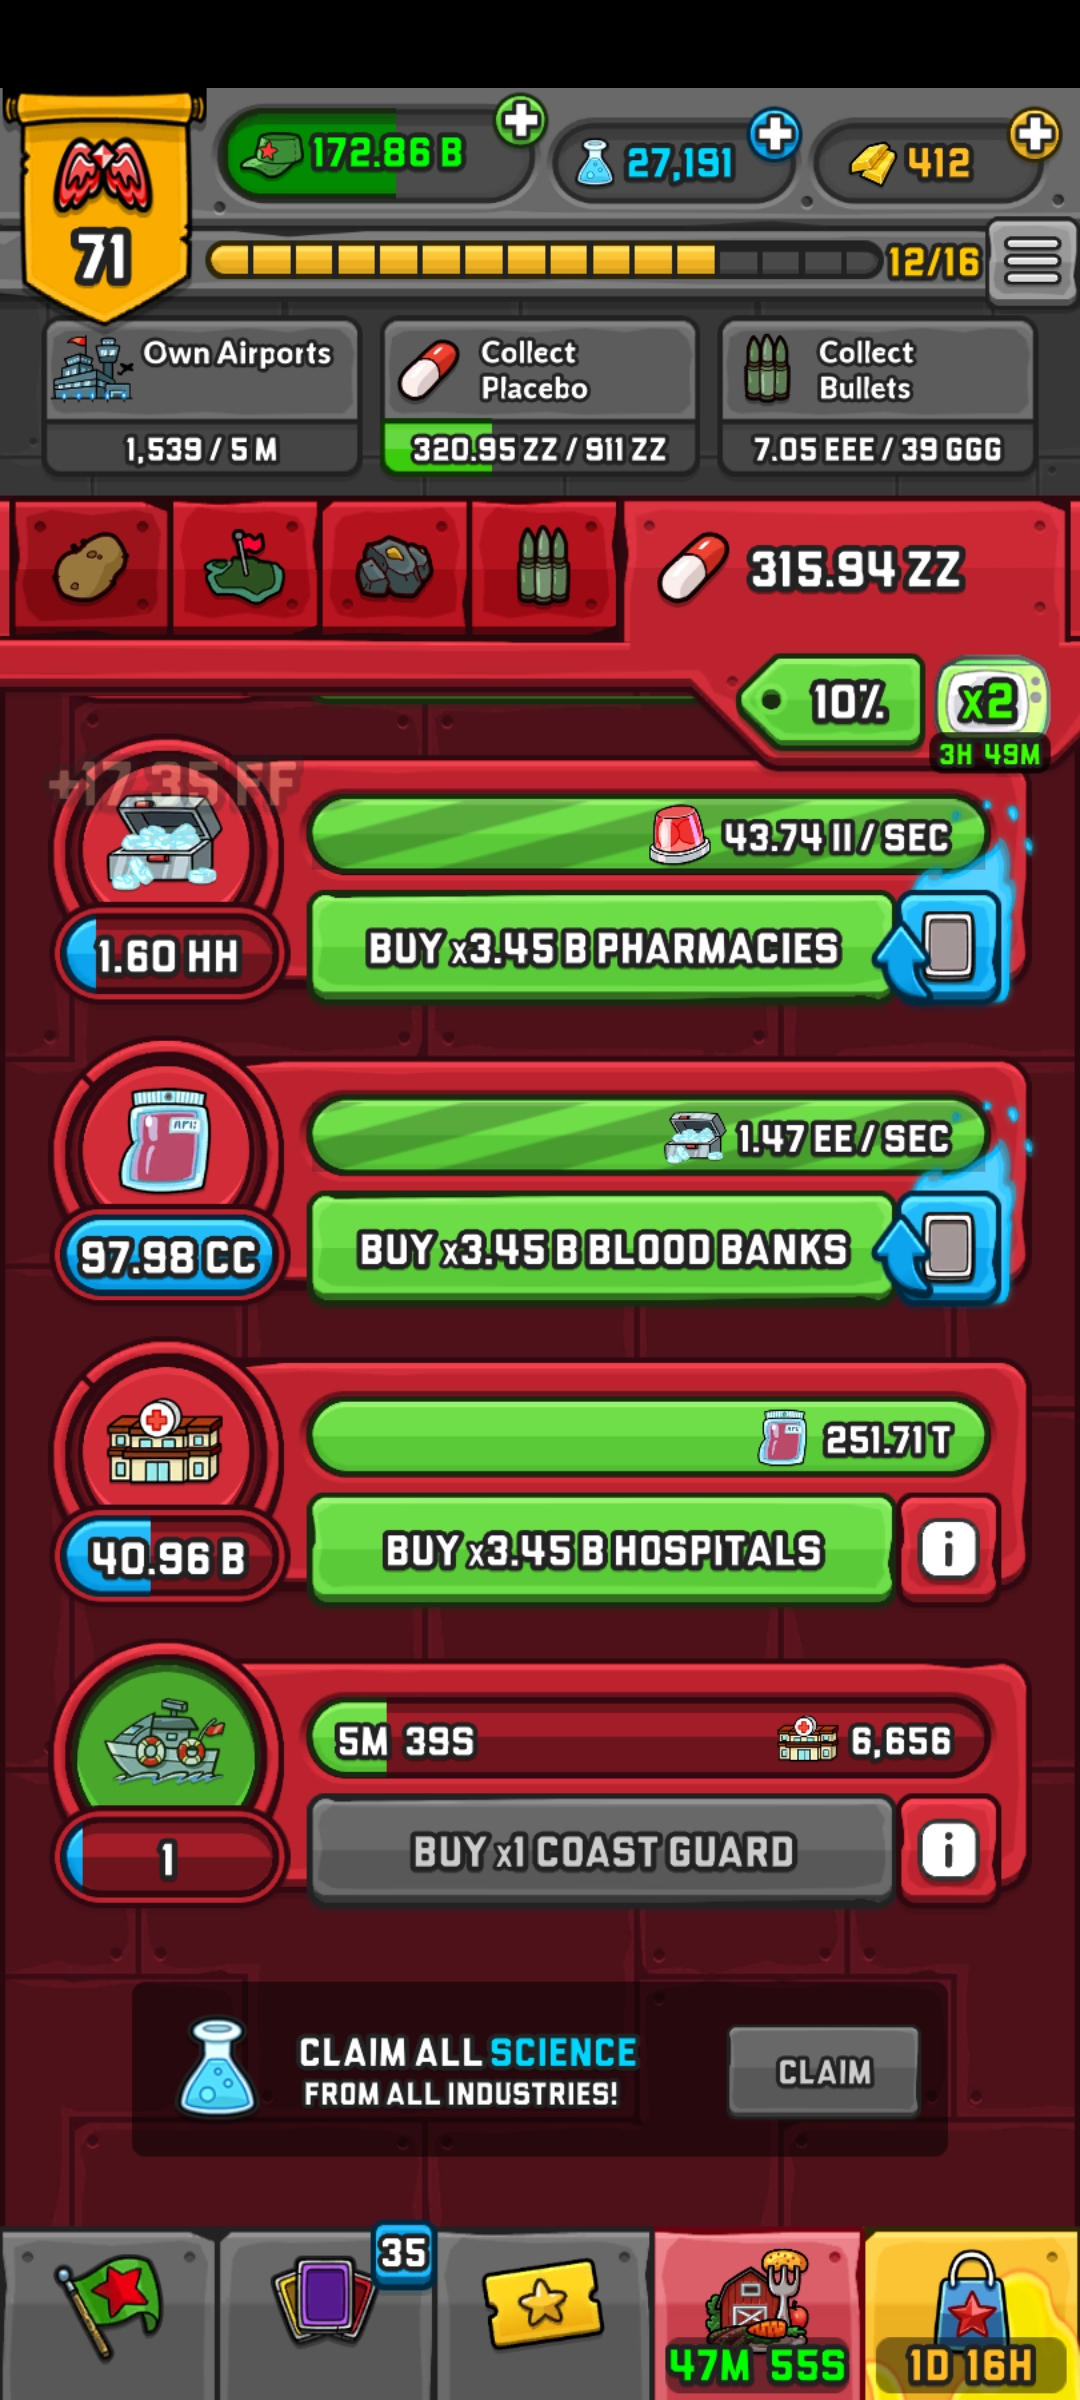 172.86 B
27,191
412
71
12/16
Own Airports
1,539 / 5 M
Collect
Placebo
320.95 ZZ / 911 ZZ
Collect
Bullets
7.05 EEE / 39 GGG
315.94 ZZ
10%
x2
3H 49M
+17.35 FF
43.74 II / SEC
1.60 HH
BUY x3.45 B PHARMACIES
1.47 EE / SEC
97.98 CC
BUY x3.45 B BLOOD BANKS
251.71 T
40.96 B
BUY x3.45 B HOSPITALS
i
5M 39S
6,656
1
BUY x1 COAST GUARD
i
CLAIM ALL SCIENCE
FROM ALL INDUSTRIES!
CLAIM
35
47M 55S
1D 16H